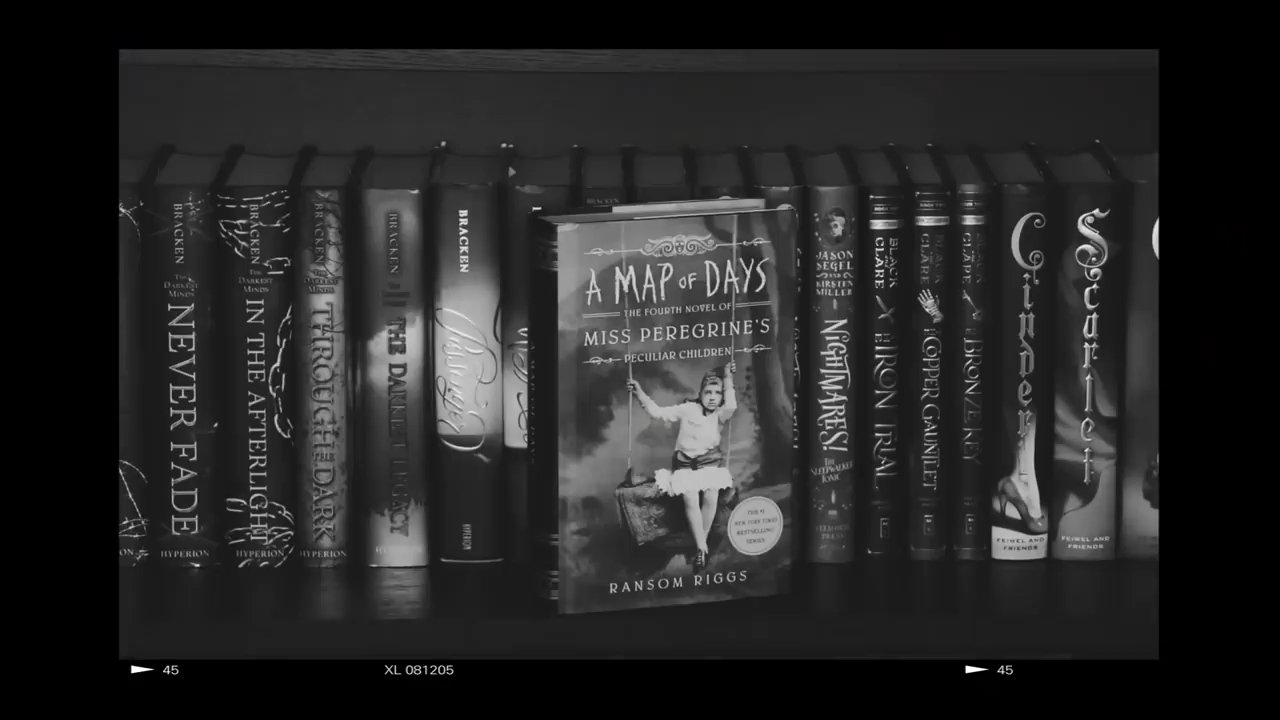 BRACKEN
THE DARKEST MINDS
NEVER FADE
HYPERION
BRACKEN
THE DARKEST MINDS
IN THE AFTERLIGHT
HYPERION
BRACKEN
THE DARKEST MINDS
THROUGH THE DARK
HYPERION
BRACKEN
THE DARKEST LEGACY
BRACKEN
Passenger
HYPERION
A MAP OF DAYS
THE FOURTH NOVEL OF
MISS PEREGRINE'S
PECULIAR CHILDREN
THE #1
NEW YORK TIMES
BESTSELLING
SERIES
RANSOM RIGGS
JASON
SEGEL
AND
KIRSTEN
MILLER
NIGHTMARES!
THE
SLEEPWALKER
TONIC
BLACK
AND
CLARE
THE IRON TRIAL
BLACK
CLARE
THE COPPER GAUNTLET
BLACK
CLARE
THE BRONZE KEY
Cinder
FEIWEL AND
FRIENDS
Scarlet
FEIWEL AND
FRIENDS
45
XL 081205
45